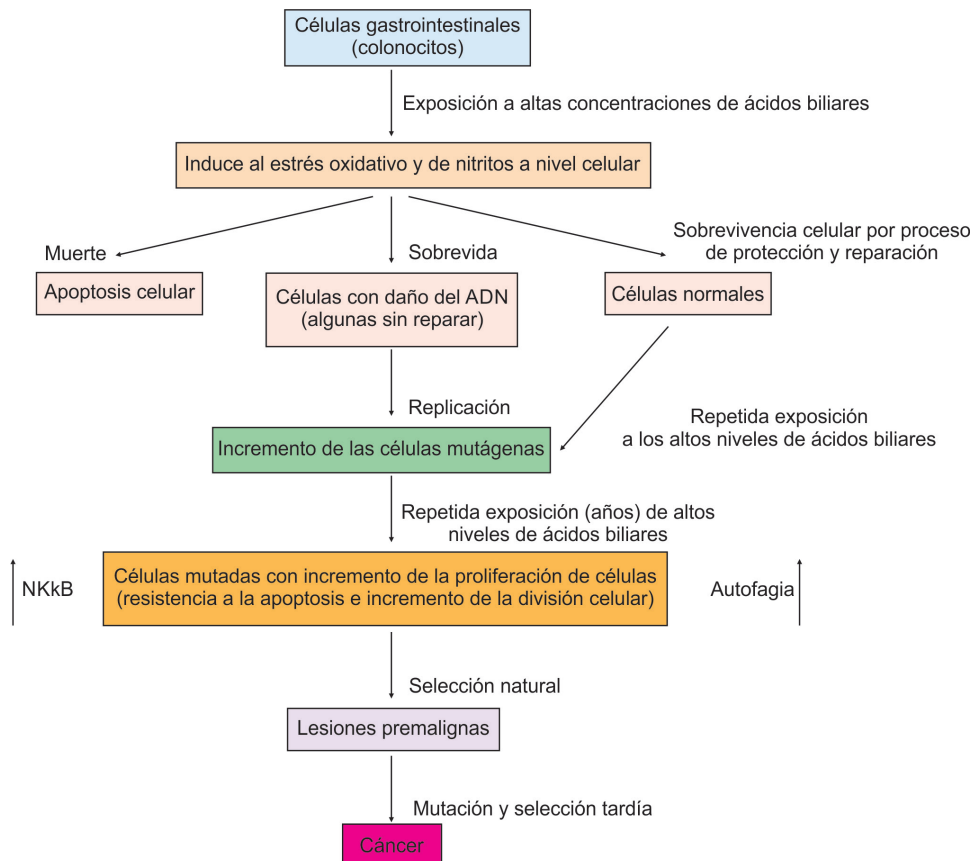 Células gastrointestinales
(colonocitos)
Exposición a altas concentraciones de ácidos biliares
Induce al estrés oxidativo y de nitritos a nivel celular
Muerte
Sobrevida
Sobrevivencia celular por proceso
de protección y reparación
Apoptosis celular
Células con daño del ADN
(algunas sin reparar)
Células normales
Replicación
Repetida exposición
a los altos niveles de ácidos biliares
Incremento de las células mutágenas
Repetida exposición (años) de altos
niveles de ácidos biliares
NKkB
Células mutadas con incremento de la proliferación de células
(resistencia a la apoptosis e incremento de la división celular)
Autofagia
Selección natural
Lesiones premalignas
Mutación y selección tardía
Cáncer